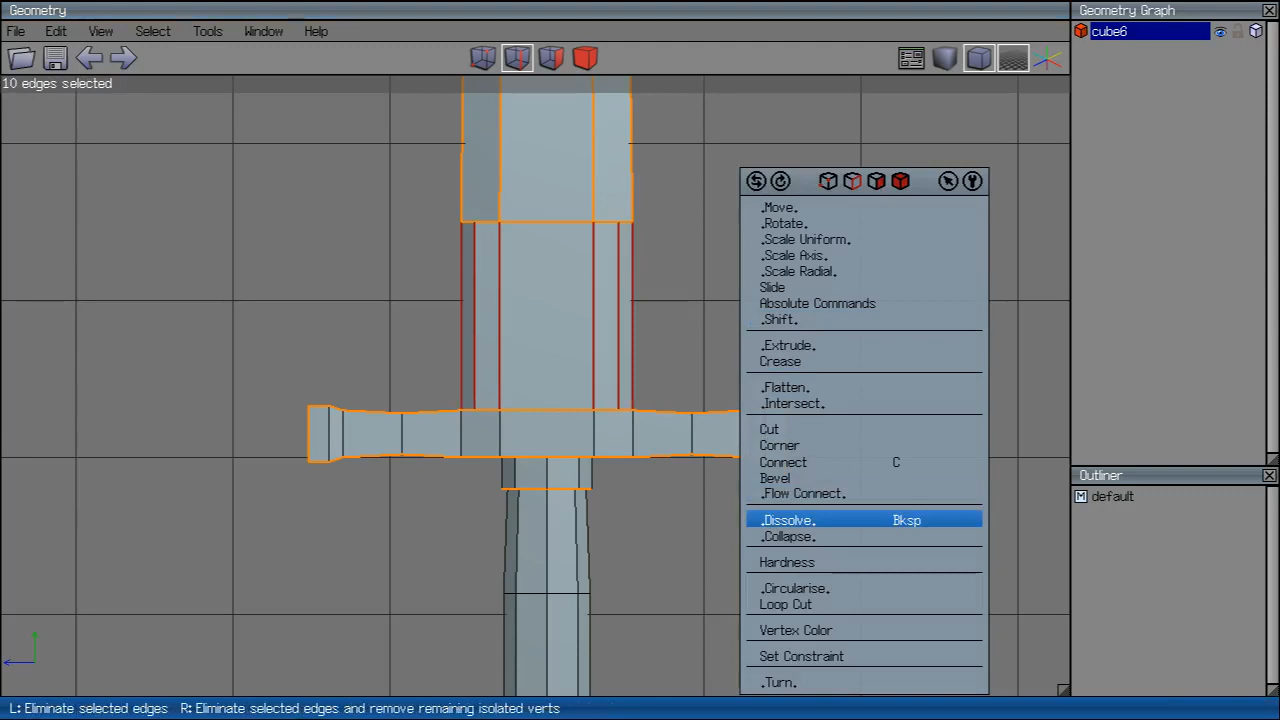 Geometry
Geometry Graph
File Edit View Select Tools Window Help
cube6
10 edges selected
.Move.
.Rotate.
.Scale Uniform.
.Scale Axis.
.Scale Radial.
Slide
Absolute Commands
.Shift.
.Extrude.
Crease
.Flatten.
.Intersect.
Cut
Corner
Connect C
Bevel
.Flow Connect.
.Dissolve. Bksp
.Collapse.
Hardness
.Circularise.
Loop Cut
Vertex Color
Set Constraint
.Turn.
Outliner
M default
L: Eliminate selected edges R: Eliminate selected edges and remove remaining isolated verts